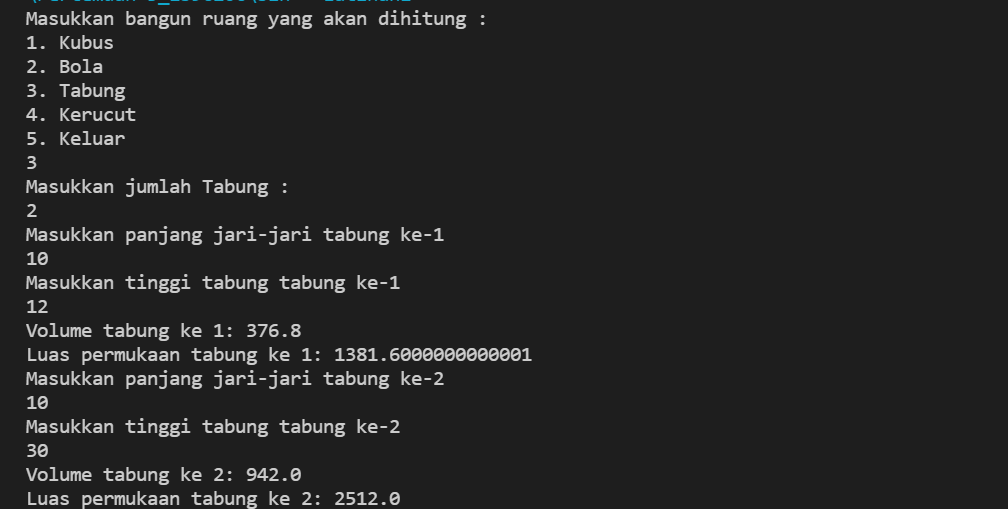 Masukkan bangun ruang yang akan dihitung :
1. Kubus
2. Bola
3. Tabung
4. Kerucut
5. Keluar
3
Masukkan jumlah Tabung :
2
Masukkan panjang jari-jari tabung ke-1
10
Masukkan tinggi tabung tabung ke-1
12
Volume tabung ke 1: 376.8
Luas permukaan tabung ke 1: 1381.6000000000001
Masukkan panjang jari-jari tabung ke-2
10
Masukkan tinggi tabung tabung ke-2
30
Volume tabung ke 2: 942.0
Luas permukaan tabung ke 2: 2512.0